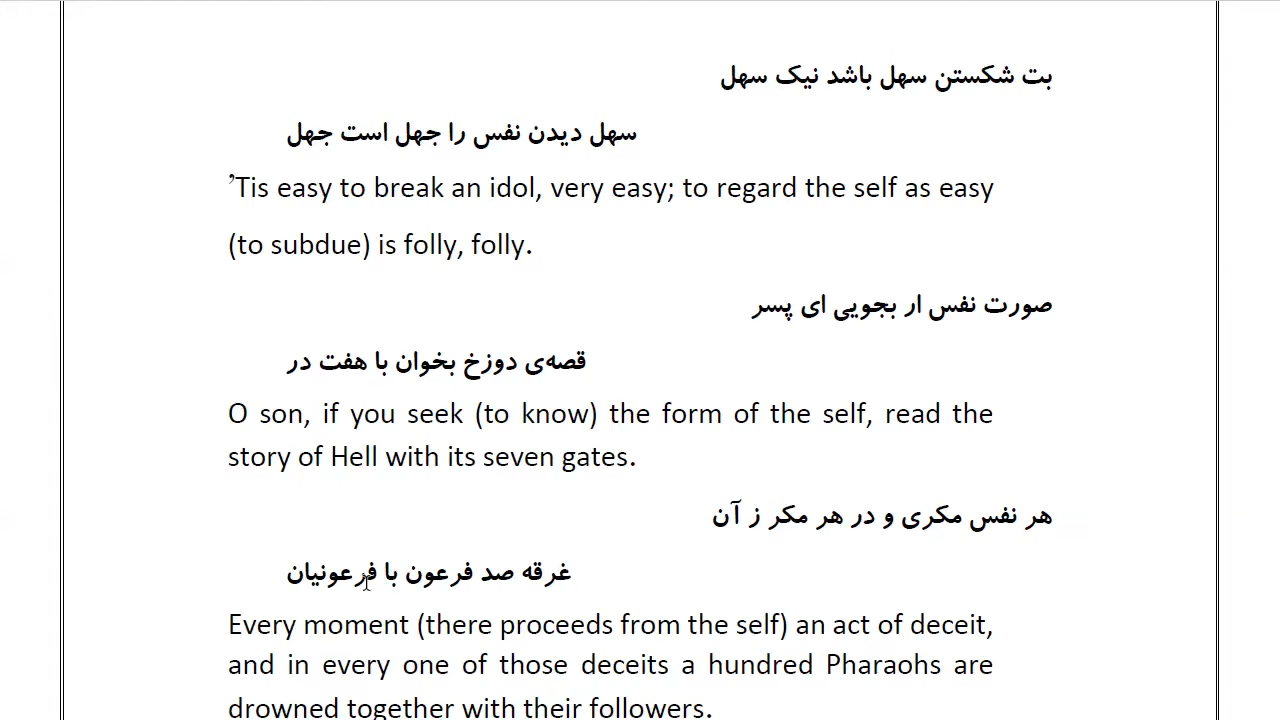 بت شکستن سهل باشد نیک سهل
سهل دیدن نفس را جهل است جهل
’Tis easy to break an idol, very easy; to regard the self as easy
(to subdue) is folly, folly.
صورت نفس ار بجویی ای پسر
قصه‌ی دوزخ بخوان با هفت در
O son, if you seek (to know) the form of the self, read the
story of Hell with its seven gates.
هر نفس مکری و در هر مکر ز آن
غرقه صد فرعون با فرعونیان
Every moment (there proceeds from the self) an act of deceit,
and in every one of those deceits a hundred Pharaohs are
drowned together with their followers.